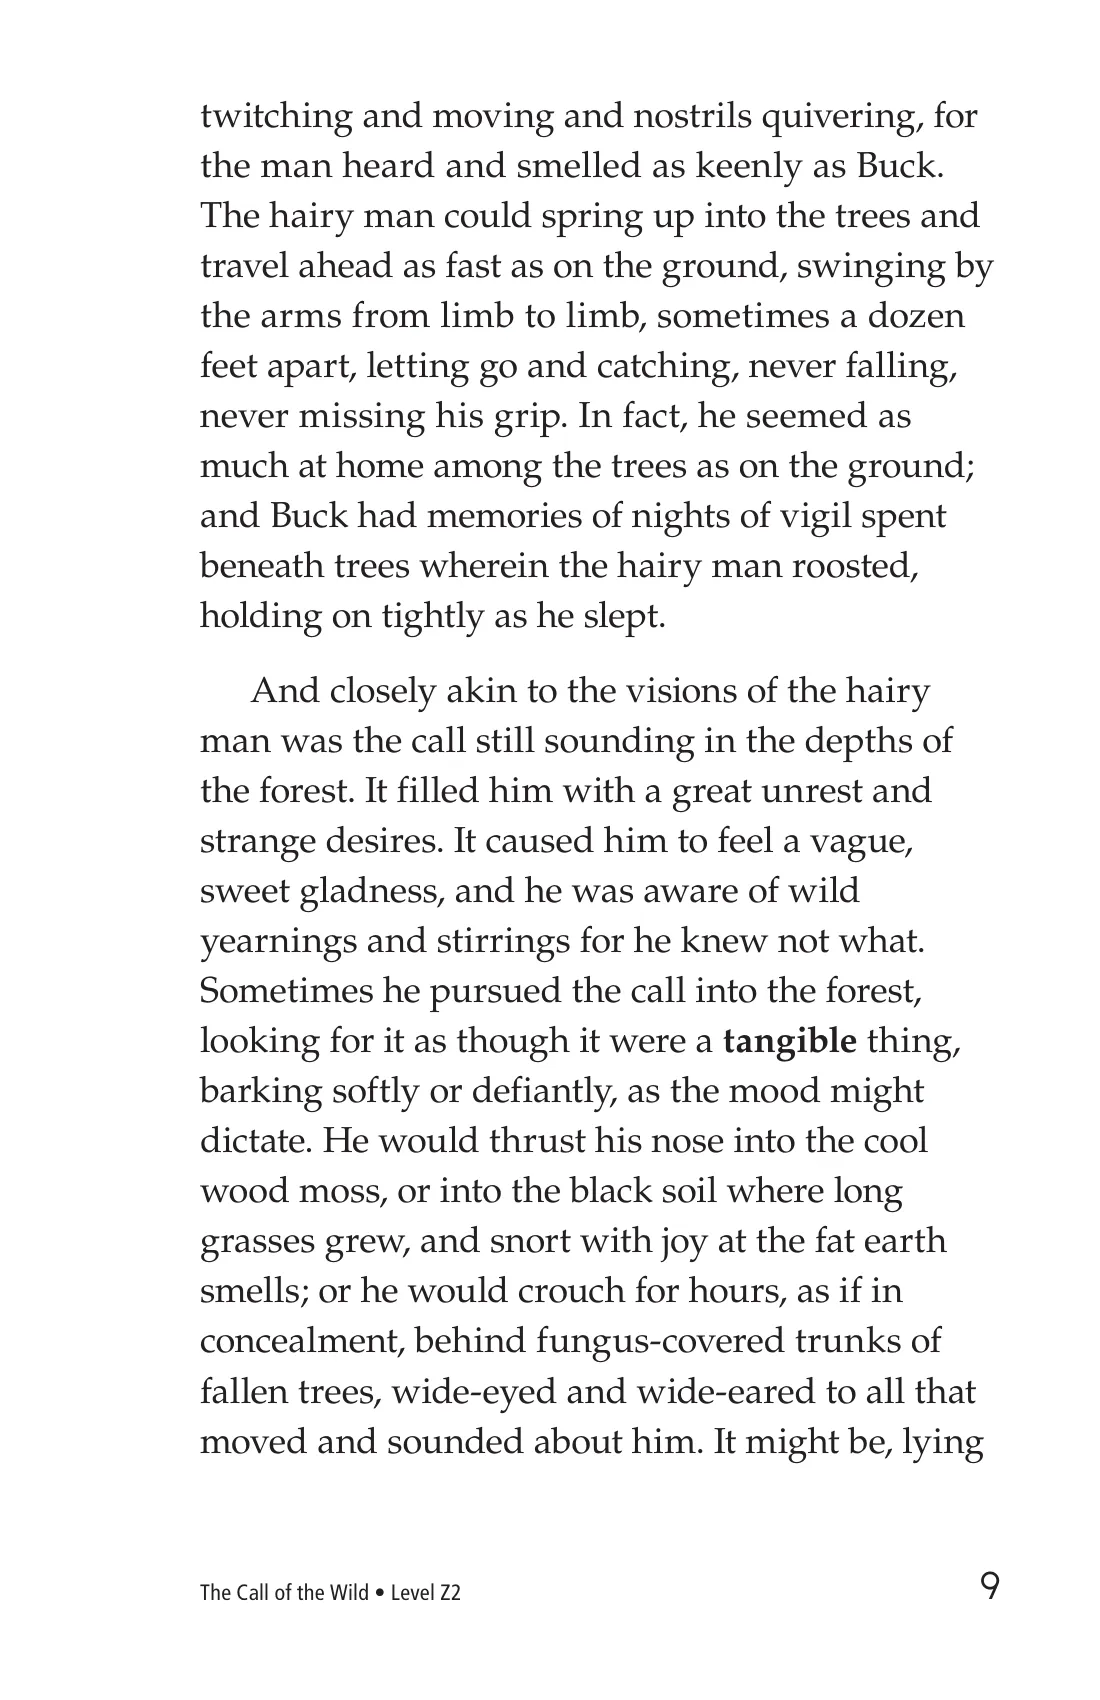 twitching and moving and nostrils quivering, for
the man heard and smelled as keenly as Buck.
The hairy man could spring up into the trees and
travel ahead as fast as on the ground, swinging by
the arms from limb to limb, sometimes a dozen
feet apart, letting go and catching, never falling,
never missing his grip. In fact, he seemed as
much at home among the trees as on the ground;
and Buck had memories of nights of vigil spent
beneath trees wherein the hairy man roosted,
holding on tightly as he slept.
And closely akin to the visions of the hairy
man was the call still sounding in the depths of
the forest. It filled him with a great unrest and
strange desires. It caused him to feel a vague,
sweet gladness, and he was aware of wild
yearnings and stirrings for he knew not what.
Sometimes he pursued the call into the forest,
looking for it as though it were a tangible thing,
barking softly or defiantly, as the mood might
dictate. He would thrust his nose into the cool
wood moss, or into the black soil where long
grasses grew, and snort with joy at the fat earth
smells; or he would crouch for hours, as if in
concealment, behind fungus-covered trunks of
fallen trees, wide-eyed and wide-eared to all that
moved and sounded about him. It might be, lying
The Call of the Wild • Level Z2
9